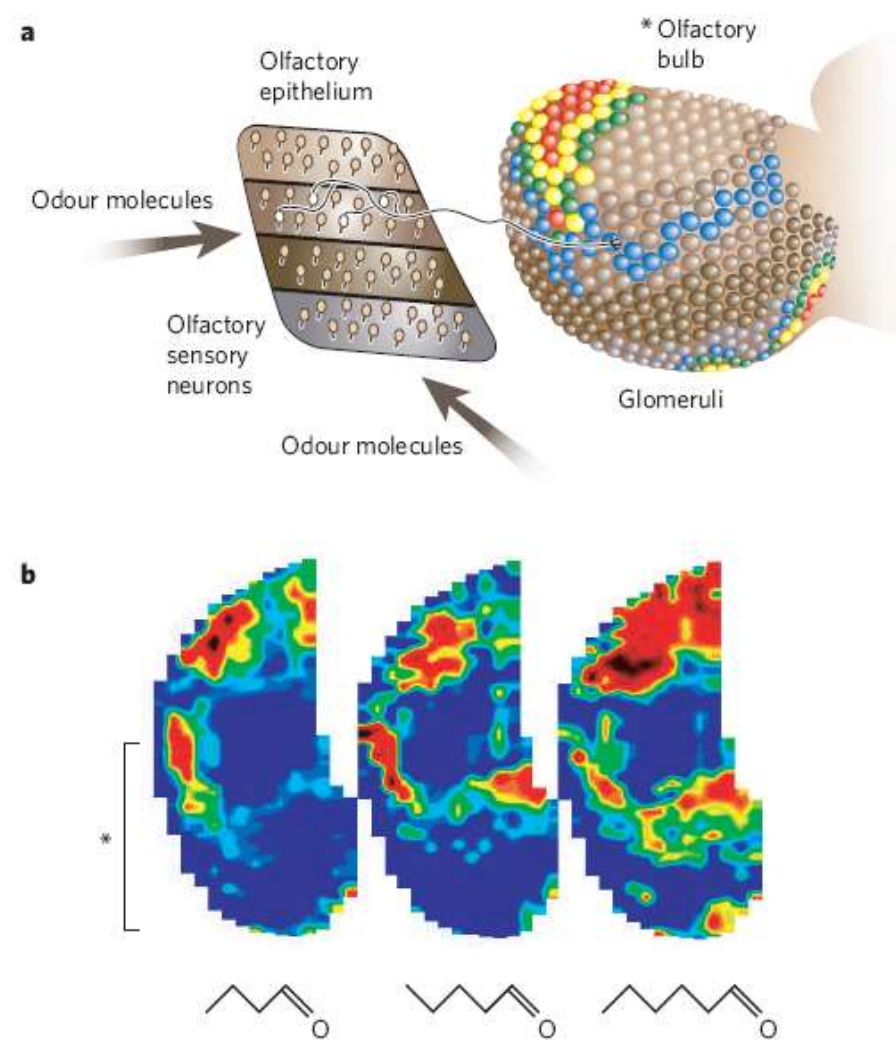 a
* Olfactory
bulb
Olfactory
epithelium
Odour molecules
Olfactory
sensory
neurons
Glomeruli
Odour molecules
b
*
O
O
O